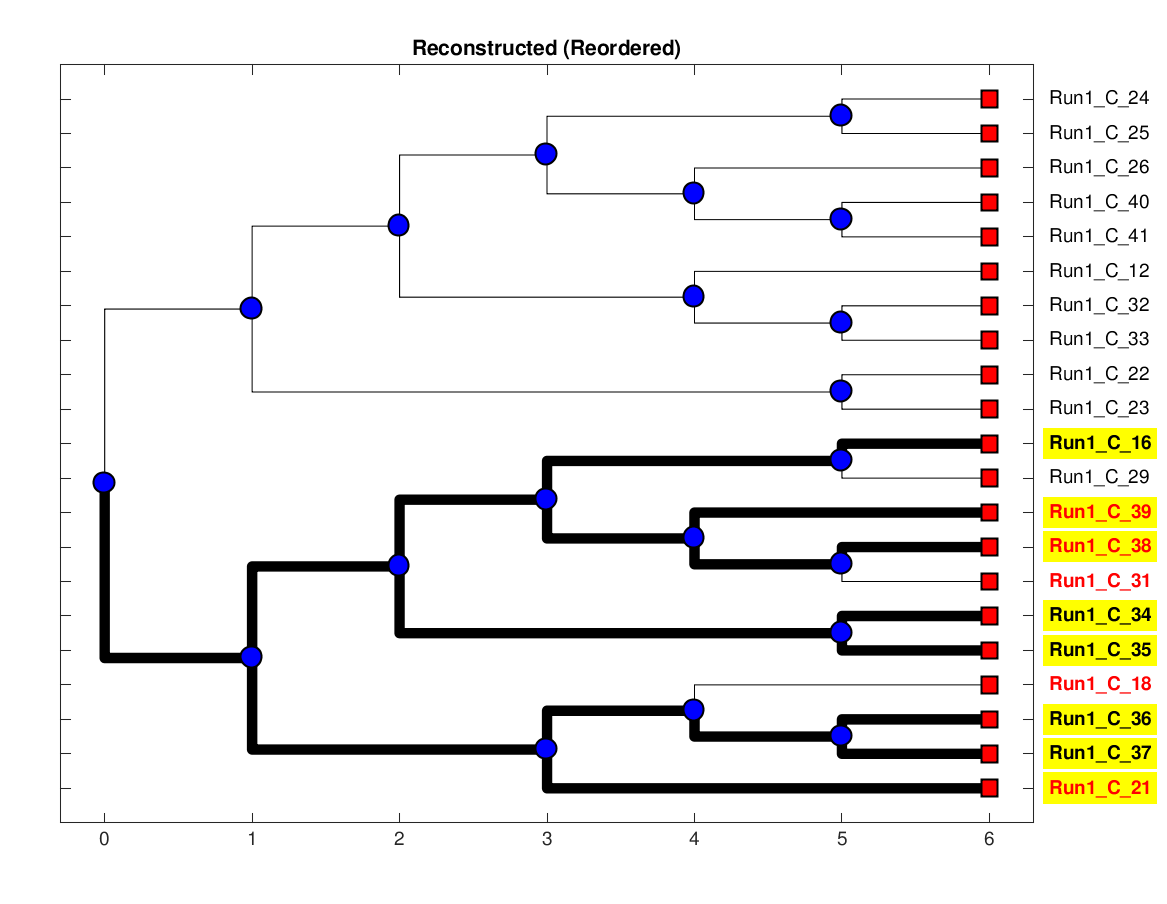 Reconstructed (Reordered)
Run1_C_24
Run1_C_25
Run1_C_26
Run1_C_40
Run1_C_41
Run1_C_12
Run1_C_32
Run1_C_33
Run1_C_22
Run1_C_23
Run1_C_16
Run1_C_29
Run1_C_39
Run1_C_38
Run1_C_31
Run1_C_34
Run1_C_35
Run1_C_18
Run1_C_36
Run1_C_37
Run1_C_21
0 1 2 3 4 5 6